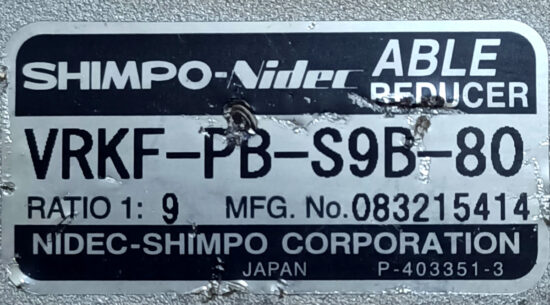 SHIMPO-Nidec ABLE REDUCER
VRKF-PB-S9B-80
RATIO 1: 9 MFG. No. 083215414
NIDEC-SHIMPO CORPORATION
JAPAN P-403351-3